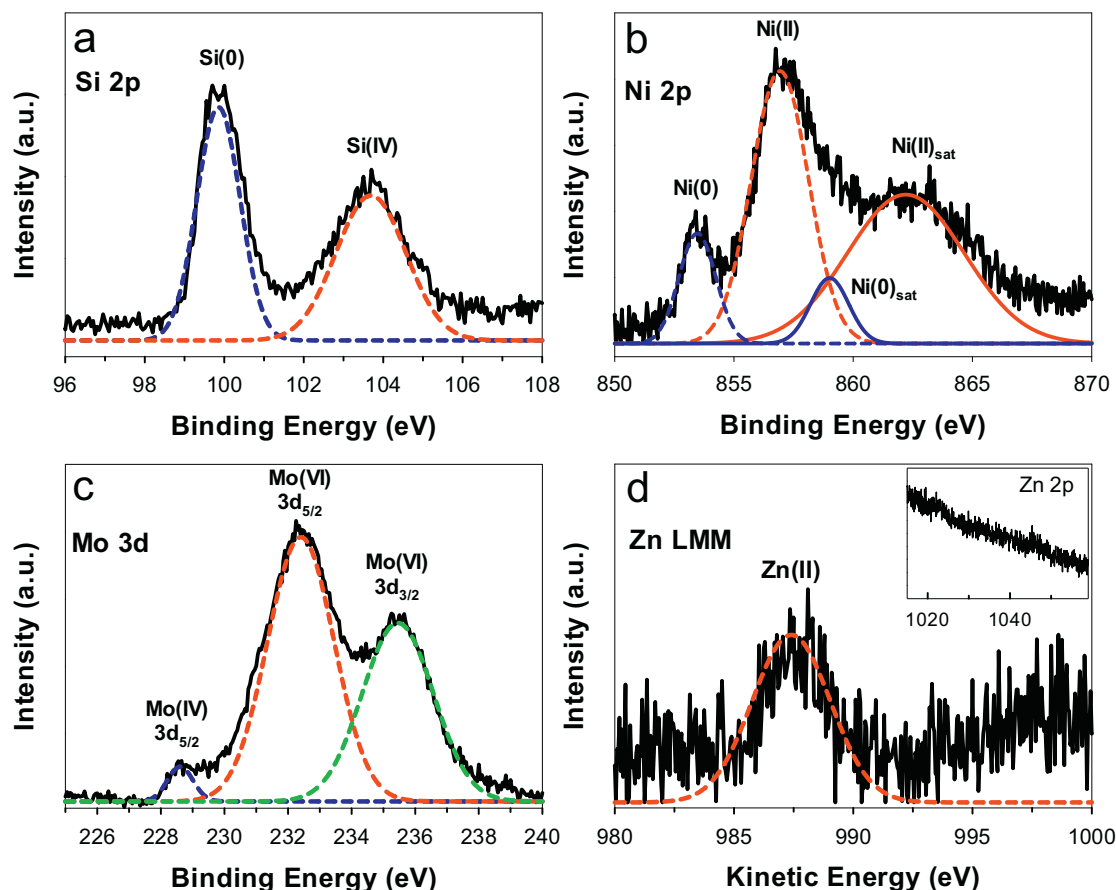 a
Si 2p
Si(0)
Si(IV)
Intensity (a.u.)
96 98 100 102 104 106 108
Binding Energy (eV)
b
Ni 2p
Ni(II)
Ni(0)
Ni(II)sat
Ni(0)sat
Intensity (a.u.)
850 855 860 865 870
Binding Energy (eV)
c
Mo 3d
Mo(VI)
3d5/2
Mo(VI)
3d3/2
Mo(IV)
3d5/2
Intensity (a.u.)
226 228 230 232 234 236 238 240
Binding Energy (eV)
d
Zn LMM
Zn(II)
Zn 2p
1020 1040
Intensity (a.u.)
980 985 990 995 1000
Kinetic Energy (eV)